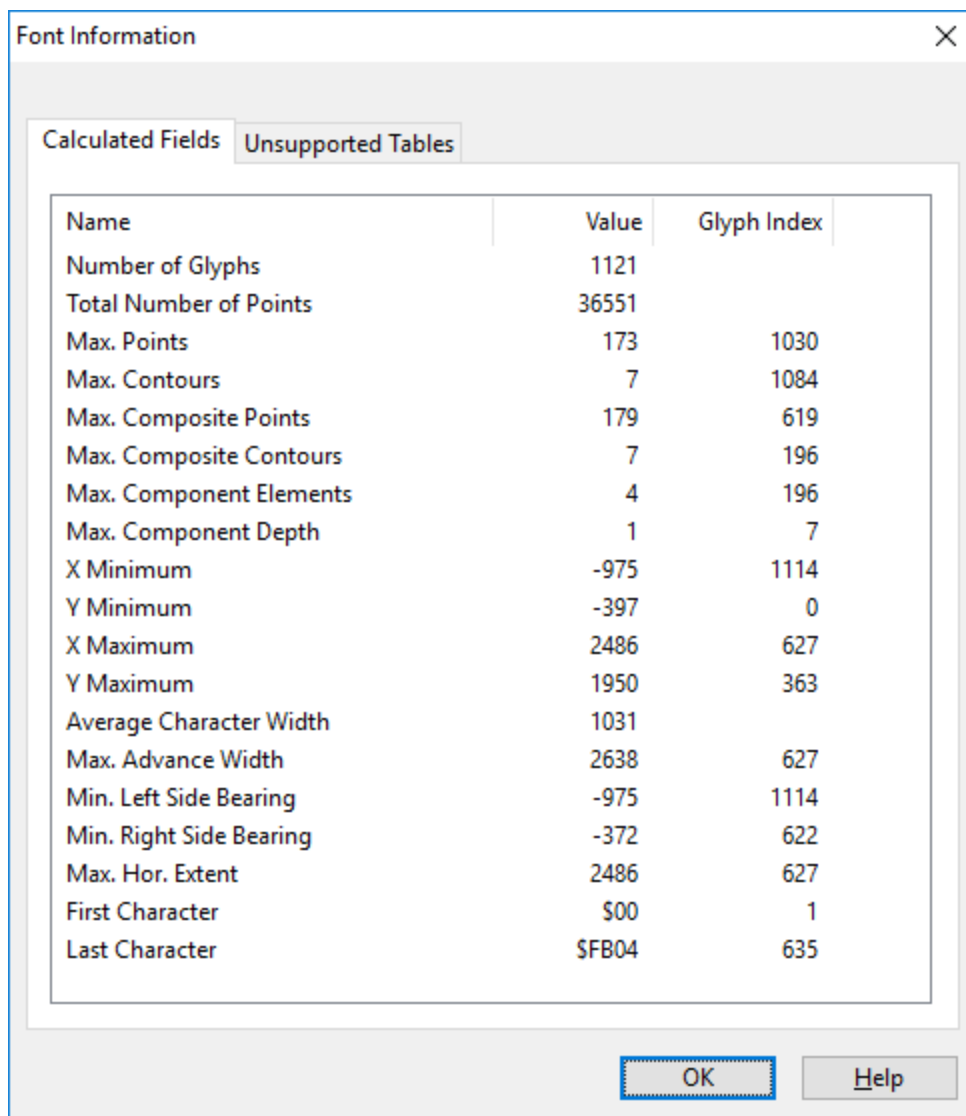 Font Information
Calculated Fields Unsupported Tables
Name Value Glyph Index
Number of Glyphs 1121
Total Number of Points 36551
Max. Points 173 1030
Max. Contours 7 1084
Max. Composite Points 179 619
Max. Composite Contours 7 196
Max. Component Elements 4 196
Max. Component Depth 1 7
X Minimum -975 1114
Y Minimum -397 0
X Maximum 2486 627
Y Maximum 1950 363
Average Character Width 1031
Max. Advance Width 2638 627
Min. Left Side Bearing -975 1114
Min. Right Side Bearing -372 622
Max. Hor. Extent 2486 627
First Character $00 1
Last Character $FB04 635
OK Help